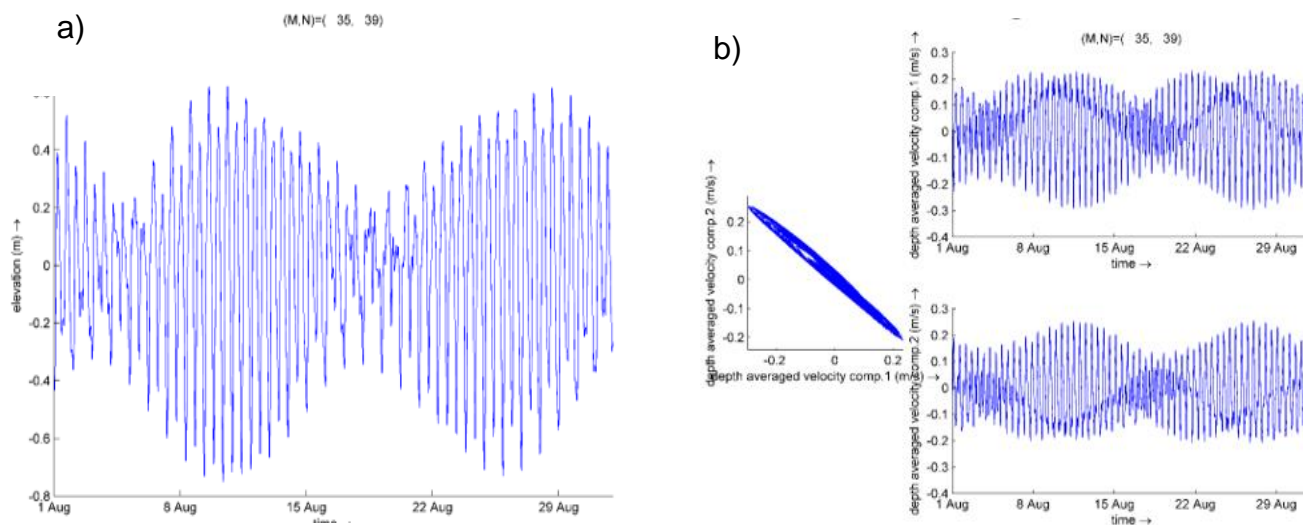 a)
(M,N)=( 35, 39)
elevation (m) →
0.4
0.2
0
-0.2
-0.4
-0.6
-0.8
1 Aug 8 Aug 15 Aug 22 Aug 29 Aug
time →
b)
depth averaged velocity comp.2 (m/s) →
0.2
0.1
0
-0.1
-0.2
-0.2 0 0.2
depth averaged velocity comp.1 (m/s) →
(M,N)=( 35, 39)
depth averaged velocity comp.1 (m/s) →
0.3
0.2
0.1
0
-0.1
-0.2
-0.3
-0.4
1 Aug 8 Aug 15 Aug 22 Aug 29 Aug
time →
depth averaged velocity comp.2 (m/s) →
0.3
0.2
0.1
0
-0.1
-0.2
-0.3
-0.4
1 Aug 8 Aug 15 Aug 22 Aug 29 Aug
time →